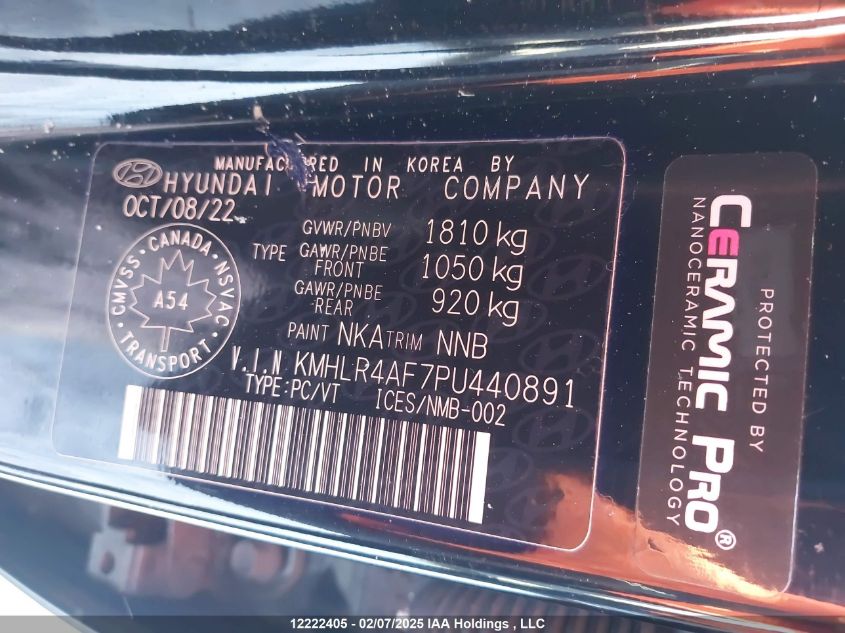 MANUFACTURED IN KOREA BY
HYUNDAI MOTOR COMPANY
OCT/08/22
GVWR/PNBV 1810 kg
TYPE GAWR/PNBE FRONT 1050 kg
GAWR/PNBE REAR 920 kg
PAINT NKA TRIM NNB
V.I.N KMHLR4AF7PU440891
TYPE:PC/VT ICES/NMB-002
CANADA
CMVSS • NSVAC
A54
TRANSPORT
PROTECTED BY
CERAMIC PRO®
NANOCERAMIC TECHNOLOGY
12222405 - 02/07/2025 IAA Holdings , LLC